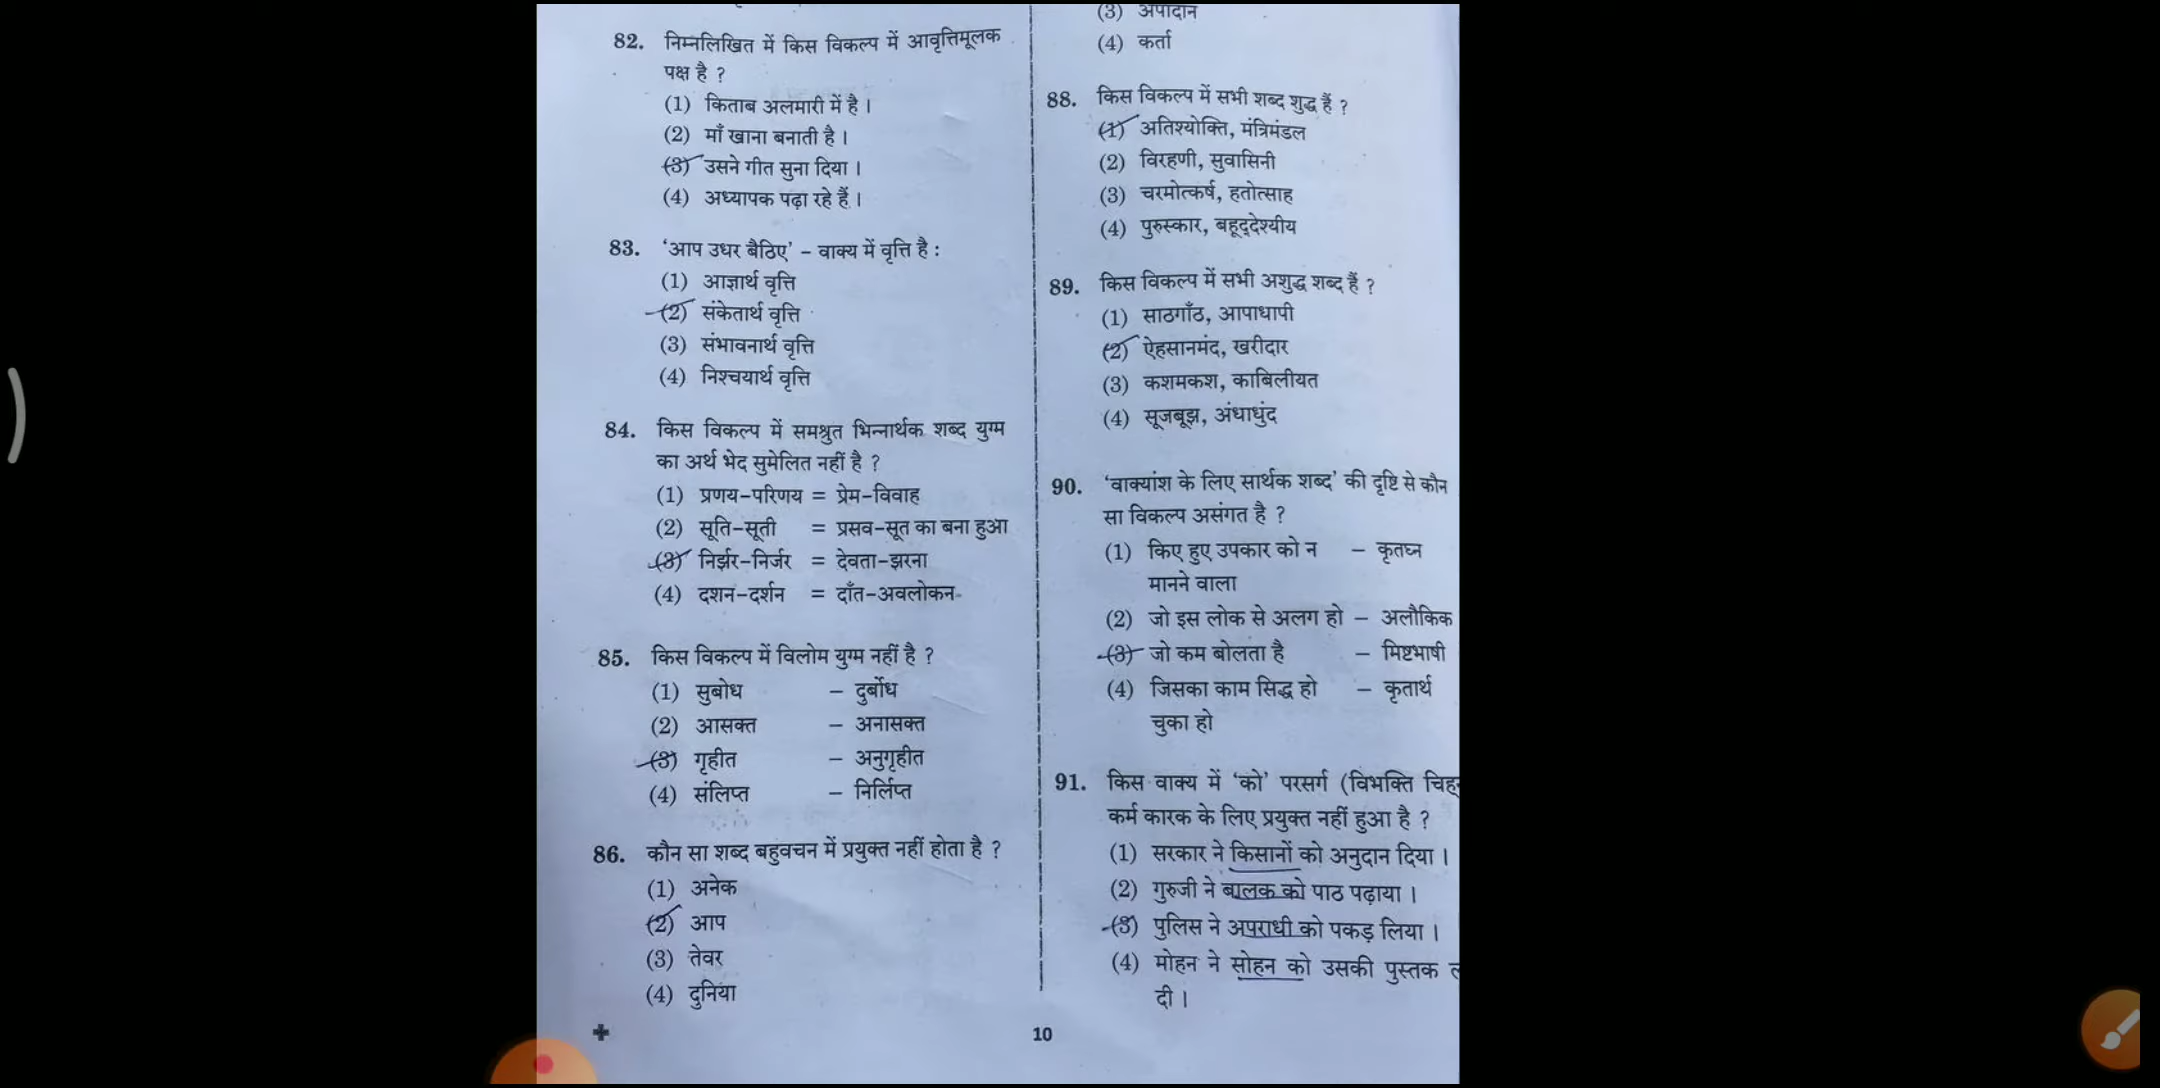 82. निम्नलिखित में किस विकल्प में आवृत्तिमूलक
पक्ष है ?
(1) किताब अलमारी में है ।
(2) माँ खाना बनाती है ।
(3) उसने गीत सुना दिया ।
(4) अध्यापक पढ़ा रहे हैं ।
83. ‘आप उधर बैठिए’ – वाक्य में वृत्ति है :
(1) आज्ञार्थ वृत्ति
(2) संकेतार्थ वृत्ति
(3) संभावनार्थ वृत्ति
(4) निश्चयार्थ वृत्ति
84. किस विकल्प में समश्रुत भिन्नार्थक शब्द युग्म
का अर्थ भेद सुमेलित नहीं है ?
(1) प्रणय-परिणय = प्रेम-विवाह
(2) सूति-सूती = प्रसव-सूत का बना हुआ
(3) निर्झर-निर्जर = देवता-झरना
(4) दशन-दर्शन = दाँत-अवलोकन
85. किस विकल्प में विलोम युग्म नहीं है ?
(1) सुबोध – दुर्बोध
(2) आसक्त – अनासक्त
(3) गृहीत – अनुगृहीत
(4) संलिप्त – निर्लिप्त
86. कौन सा शब्द बहुवचन में प्रयुक्त नहीं होता है ?
(1) अनेक
(2) आप
(3) तेवर
(4) दुनिया
(3) अपादान
(4) कर्ता
88. किस विकल्प में सभी शब्द शुद्ध हैं ?
(1) अतिश्योक्ति, मंत्रिमंडल
(2) विरहणी, सुवासिनी
(3) चरमोत्कर्ष, हतोत्साह
(4) पुरुस्कार, बहूद्देश्यीय
89. किस विकल्प में सभी अशुद्ध शब्द हैं ?
(1) साठगाँठ, आपाधापी
(2) ऐहसानमंद, खरीदार
(3) कशमकश, काबिलीयत
(4) सूजबूझ, अंधाधुंद
90. ‘वाक्यांश के लिए सार्थक शब्द’ की दृष्टि से कौन
सा विकल्प असंगत है ?
(1) किए हुए उपकार को न – कृतघ्न
मानने वाला
(2) जो इस लोक से अलग हो – अलौकिक
(3) जो कम बोलता है – मिष्टभाषी
(4) जिसका काम सिद्ध हो – कृतार्थ
चुका हो
91. किस वाक्य में ‘को’ परसर्ग (विभक्ति
कर्म कारक के लिए प्रयुक्त नहीं हुआ है ?
(1) सरकार ने किसानों को अनुदान दिया ।
(2) गुरुजी ने बालक को पाठ पढ़ाया ।
(3) पुलिस ने अपराधी को पकड़ लिया ।
(4) मोहन ने सोहन को उसकी पुस्तक
दी ।
10